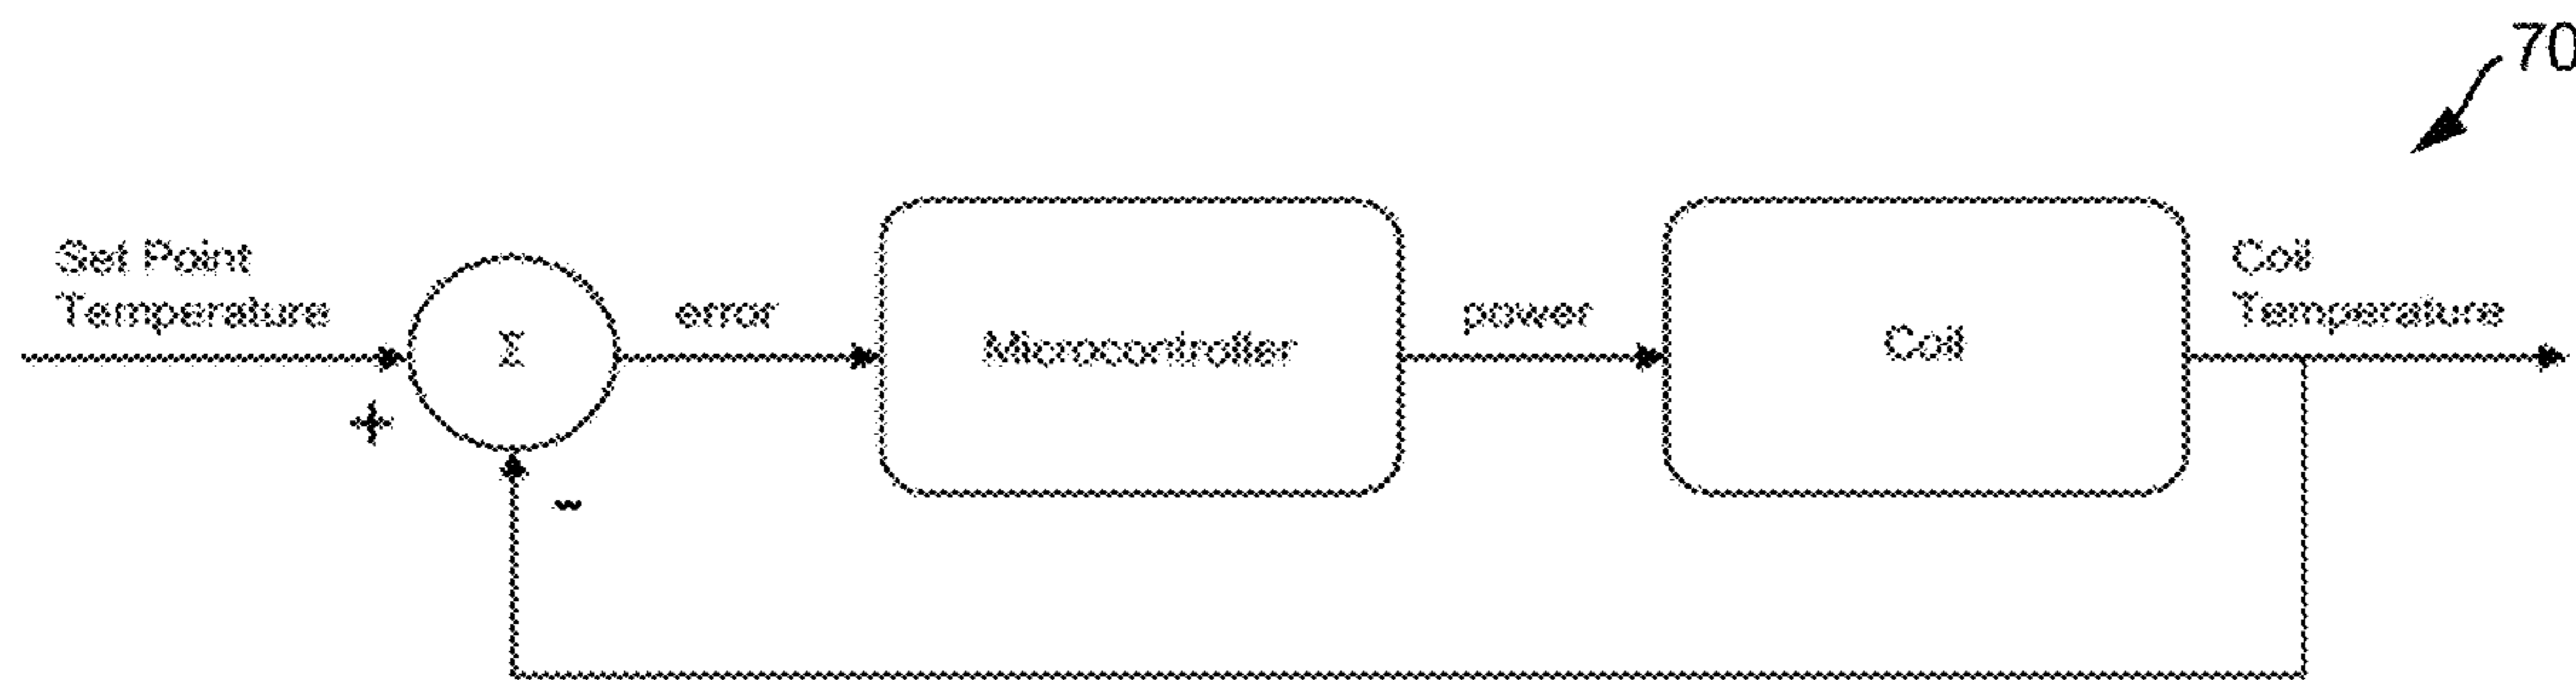 70
Set Point
Temperature
Σ
error
Microcontroller
power
Coil
Coil
Temperature
+
-